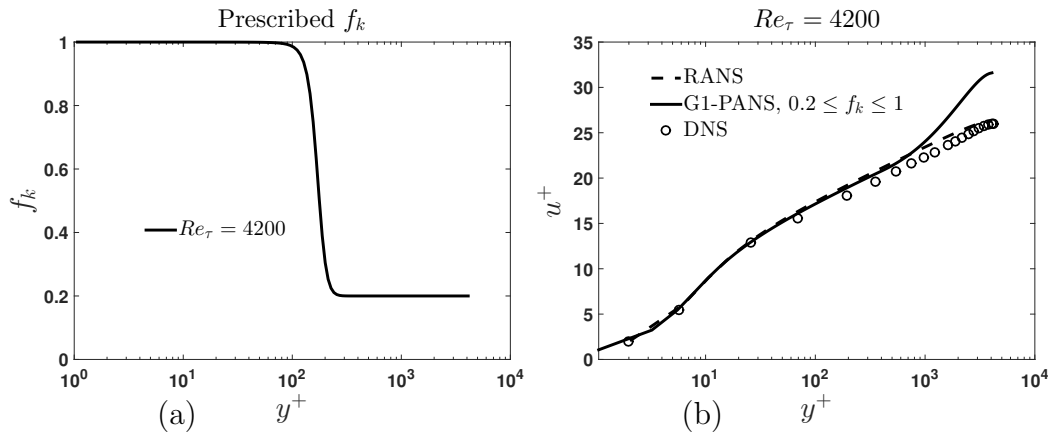 Prescribed f_k
1
0.8
0.6
0.4
0.2
0
f_k
Re_τ = 4200
10^0
10^1
10^2
10^3
10^4
y^+
(a)
Re_τ = 4200
35
30
25
20
15
10
5
0
u^+
RANS
G1-PANS, 0.2 ≤ f_k ≤ 1
DNS
10^1
10^2
10^3
10^4
y^+
(b)